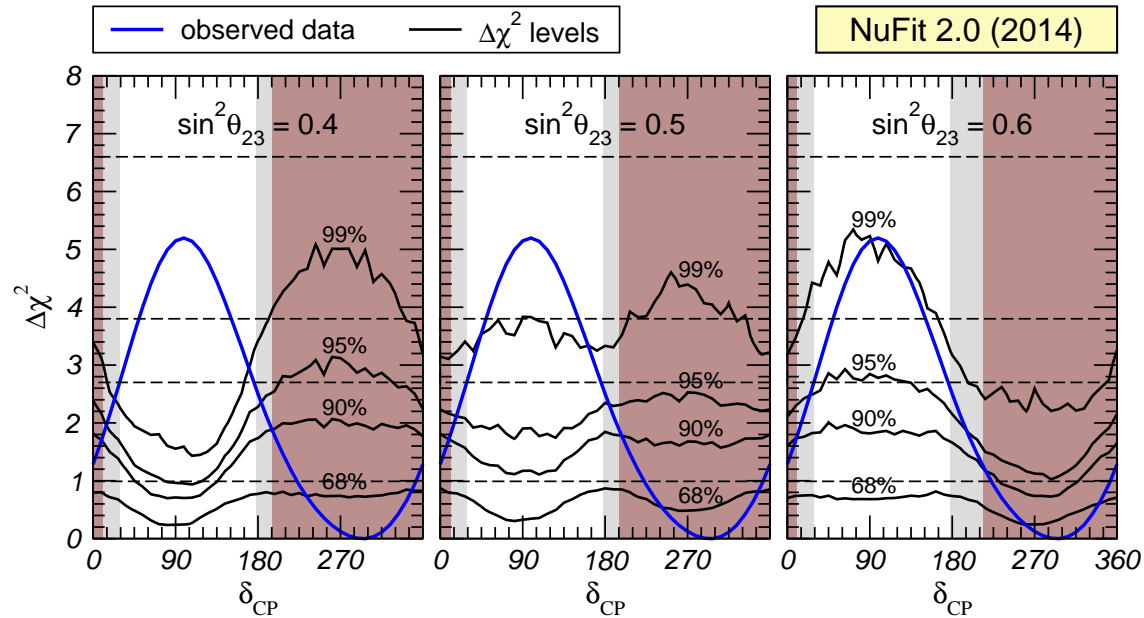 observed data
Δχ² levels
NuFit 2.0 (2014)
sin²θ₂₃ = 0.4
sin²θ₂₃ = 0.5
sin²θ₂₃ = 0.6
8
7
6
5
4
3
2
1
0
Δχ²
99%
95%
90%
68%
99%
95%
90%
68%
99%
95%
90%
68%
0 90 180 270
0 90 180 270
0 90 180 270 360
δCP
δCP
δCP